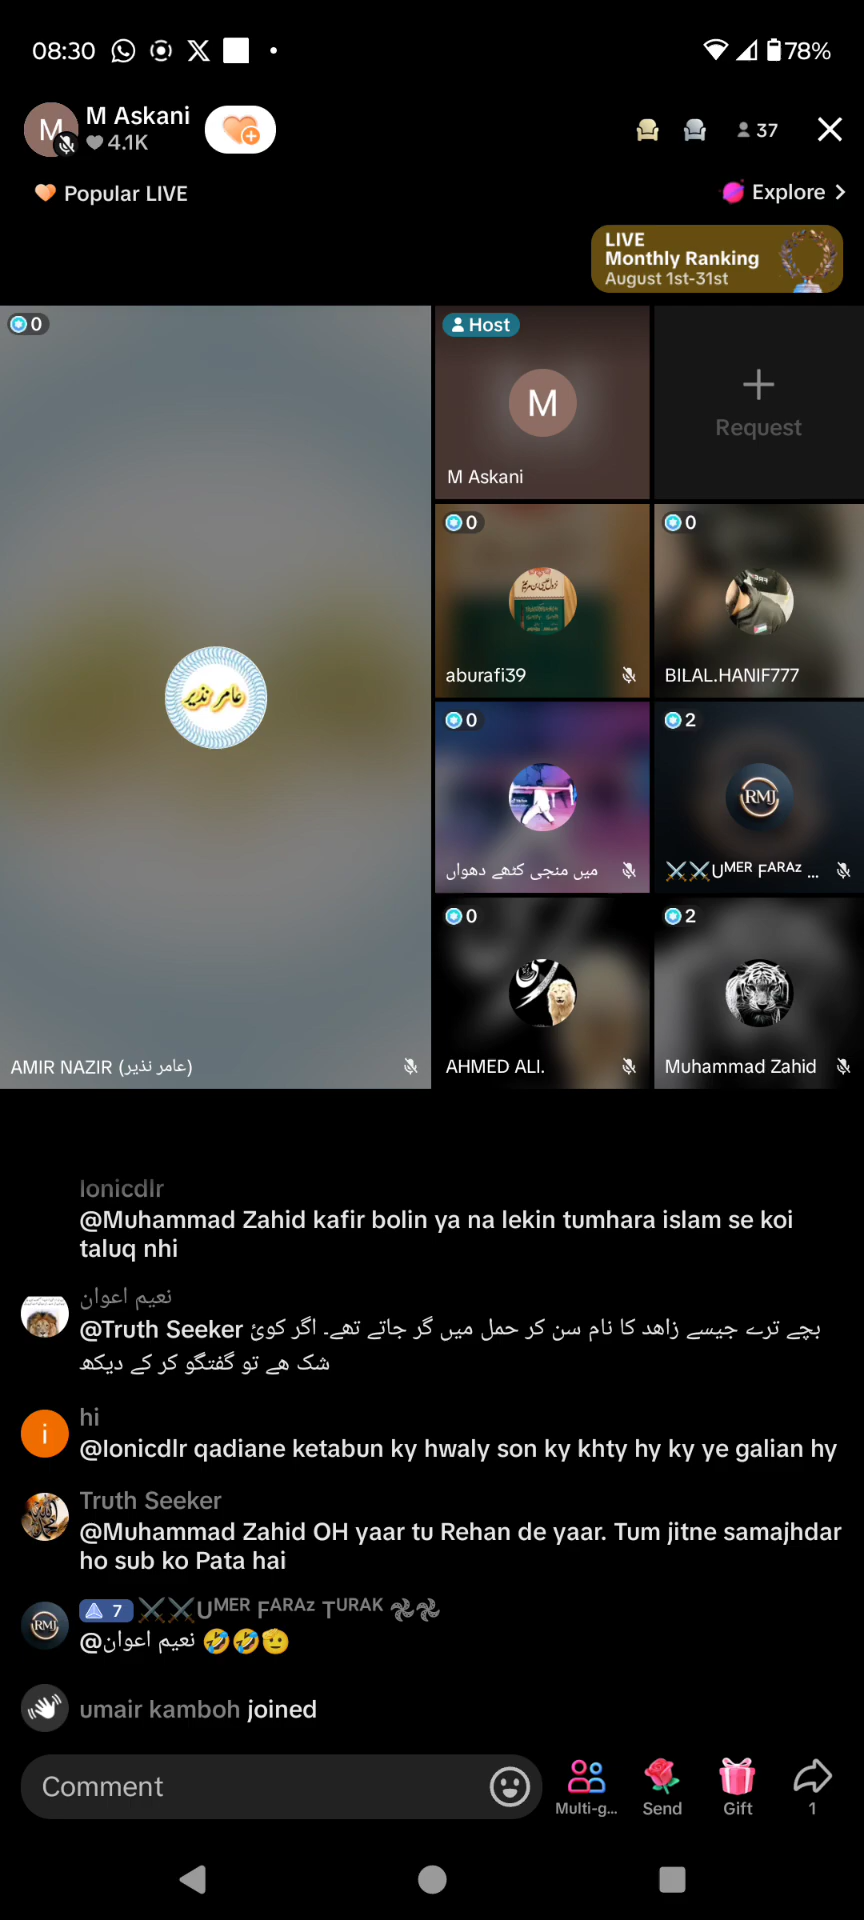 08:30
78%
M Askani
4.1K
37
Popular LIVE
Explore
LIVE
Monthly Ranking
August 1st-31st
0
عامر نذیر
AMIR NAZIR (عامر نذیر)
Host
M
M Askani
Request
0
aburafi39
0
BILAL.HANIF777
0
میں منجی کٹھے دھواں
2
RMJ
⚔️⚔️Uᴹᴱᴿ Fᴬᴿᴬᶻ ...
0
AHMED ALI.
2
Muhammad Zahid
lonicdlr
@Muhammad Zahid kafir bolin ya na lekin tumhara islam se koi
taluq nhi
نعیم اعوان
@Truth Seeker بچے ترے جیسے زاھد کا نام سن کر حمل میں گر جاتے تھے۔ اگر کوئ
شک ھے تو گفتگو کر کے دیکھ
i
hi
@lonicdlr qadiane ketabun ky hwaly son ky khty hy ky ye galian hy
Truth Seeker
@Muhammad Zahid OH yaar tu Rehan de yaar. Tum jitne samajhdar
ho sub ko Pata hai
RMJ
7 ⚔️⚔️Uᴹᴱᴿ Fᴬᴿᴬᶻ Tᵁᴿᴬᴷ
@نعیم اعوان 🤣🤣🫡
umair kamboh joined
Comment
Multi-g...
Send
Gift
1